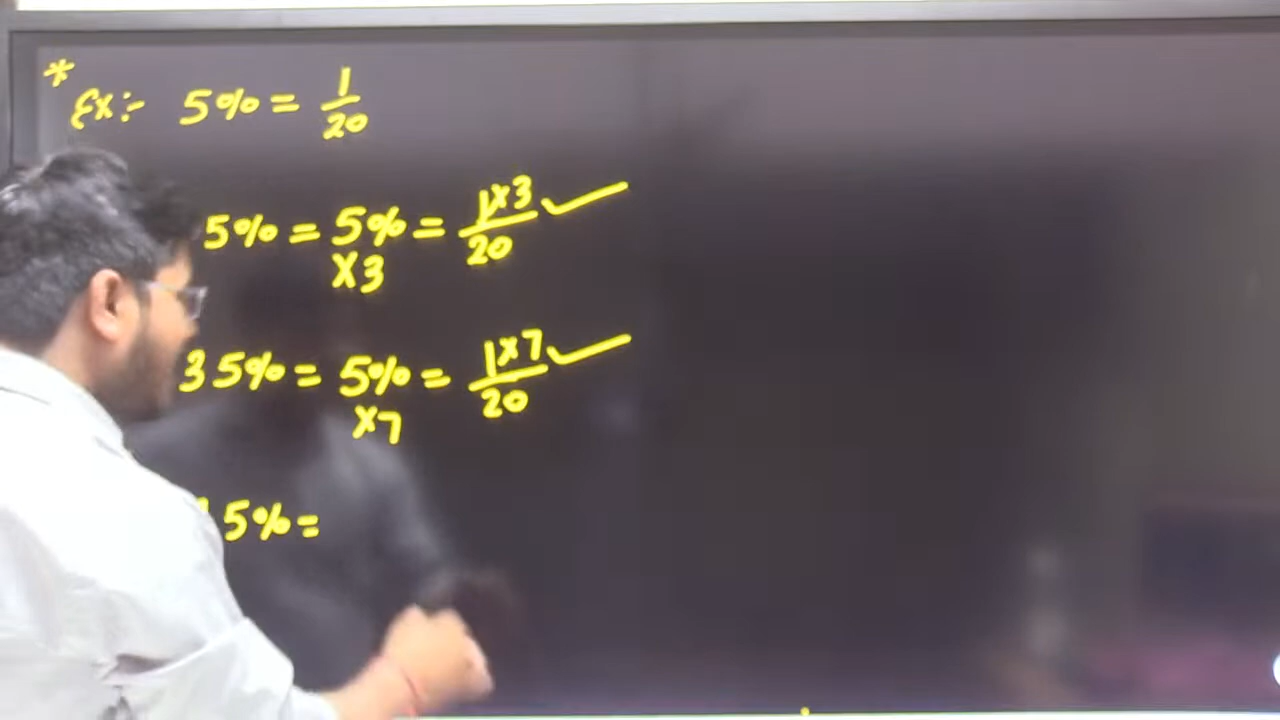 * Ex:- 5% = 1/20
5% = 5% × 3 = 1×3/20 ✓
35% = 5% × 7 = 1×7/20 ✓
5% =